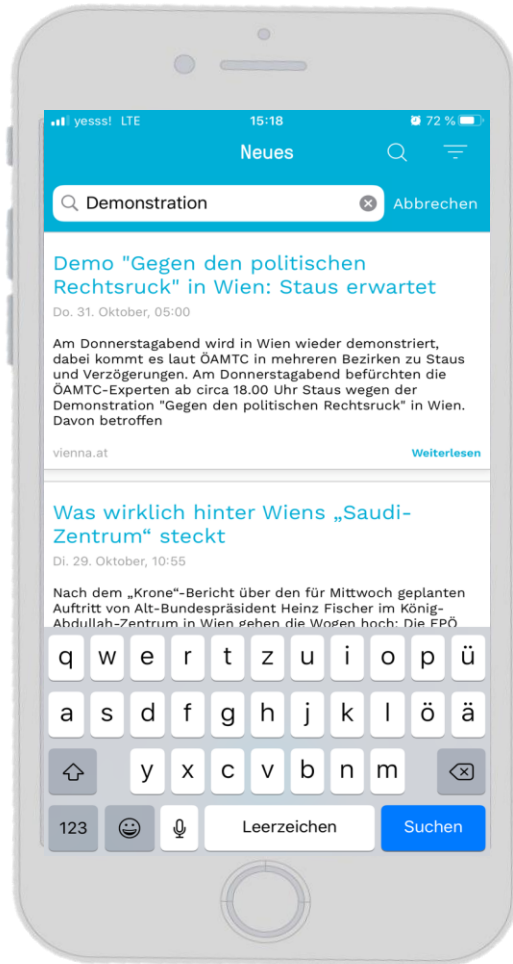 yesss! LTE 15:18 72 %
Neues
Demonstration Abbrechen
Demo "Gegen den politischen
Rechtsruck" in Wien: Staus erwartet
Do. 31. Oktober, 05:00
Am Donnerstagabend wird in Wien wieder demonstriert,
dabei kommt es laut ÖAMTC in mehreren Bezirken zu Staus
und Verzögerungen. Am Donnerstagabend befürchten die
ÖAMTC-Experten ab circa 18.00 Uhr Staus wegen der
Demonstration "Gegen den politischen Rechtsruck" in Wien.
Davon betroffen
vienna.at Weiterlesen
Was wirklich hinter Wiens „Saudi-
Zentrum“ steckt
Di. 29. Oktober, 10:55
Nach dem „Krone“-Bericht über den für Mittwoch geplanten
Auftritt von Alt-Bundespräsident Heinz Fischer im König-
Abdullah-Zentrum in Wien gehen die Wogen hoch: Die FPÖ
q w e r t z u i o p ü
a s d f g h j k l ö ä
y x c v b n m
123 Leerzeichen Suchen